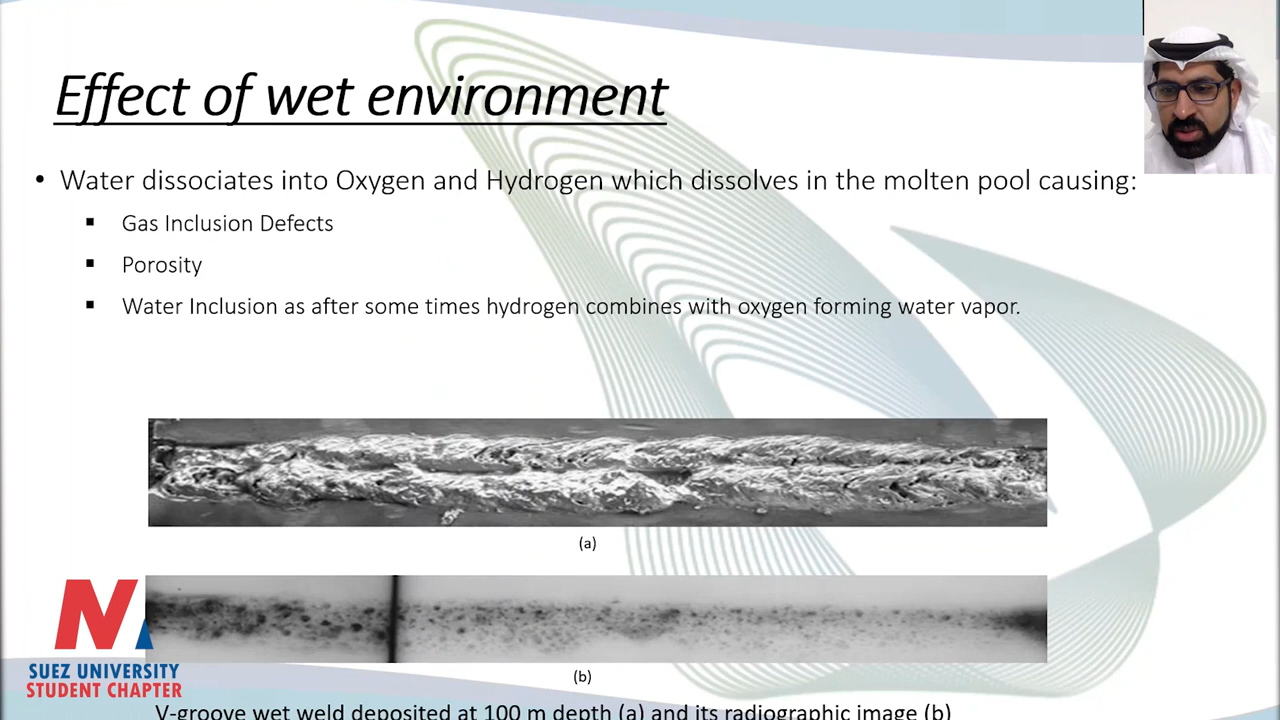 Effect of wet environment
• Water dissociates into Oxygen and Hydrogen which dissolves in the molten pool causing:
▪ Gas Inclusion Defects
▪ Porosity
▪ Water Inclusion as after some times hydrogen combines with oxygen forming water vapor.
(a)
(b)
SUEZ UNIVERSITY
STUDENT CHAPTER
V-groove wet weld deposited at 100 m depth (a) and its radiographic image (b)